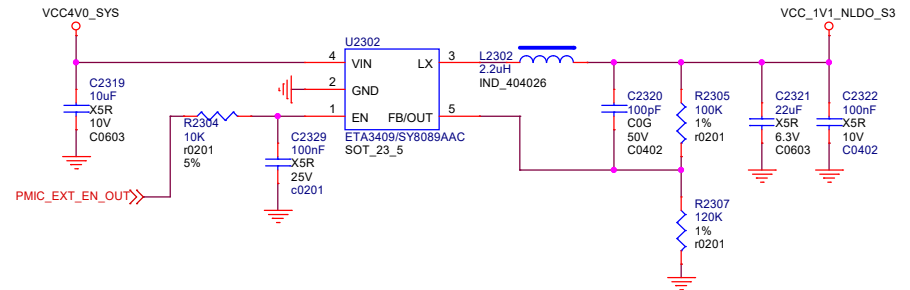 VCC4V0_SYS
VCC_1V1_NLDO_S3
U2302
4
VIN
LX
3
2
GND
1
EN
FB/OUT
5
ETA3409/SY8089AAC
SOT_23_5
L2302
2.2uH
IND_404026
C2319
10uF
X5R
10V
C0603
R2304
10K
r0201
5%
C2329
100nF
X5R
25V
c0201
PMIC_EXT_EN_OUT
C2320
100pF
C0G
50V
C0402
R2305
100K
1%
r0201
C2321
22uF
X5R
6.3V
C0603
C2322
100nF
X5R
10V
C0402
R2307
120K
1%
r0201